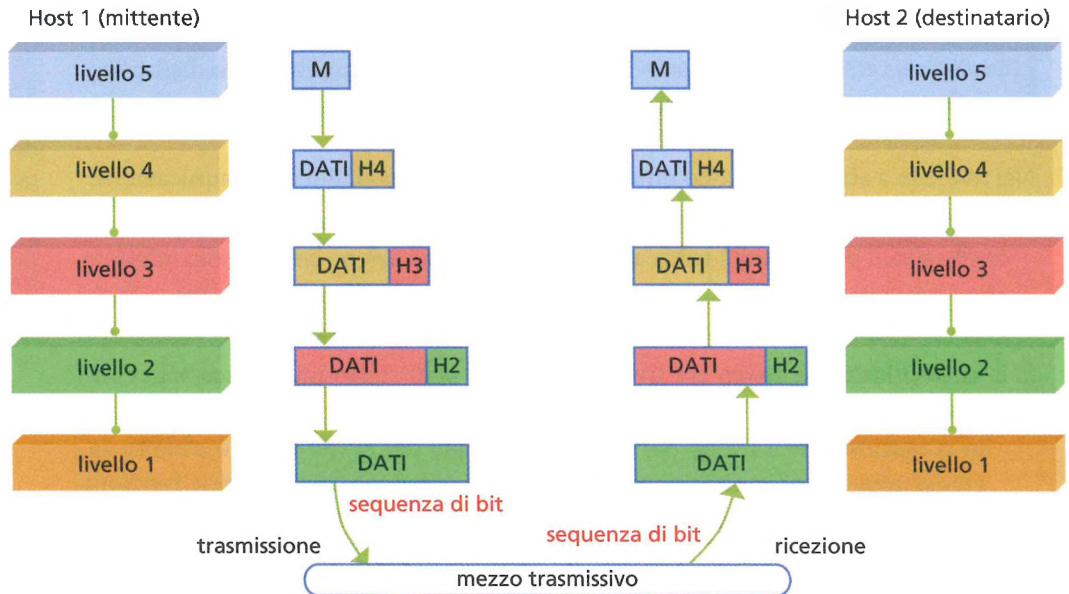 Host 1 (mittente)
Host 2 (destinatario)
livello 5
M
M
livello 5
livello 4
DATI H4
DATI H4
livello 4
livello 3
DATI H3
DATI H3
livello 3
livello 2
DATI H2
DATI H2
livello 2
livello 1
DATI
DATI
livello 1
sequenza di bit
sequenza di bit
trasmissione
ricezione
mezzo trasmissivo